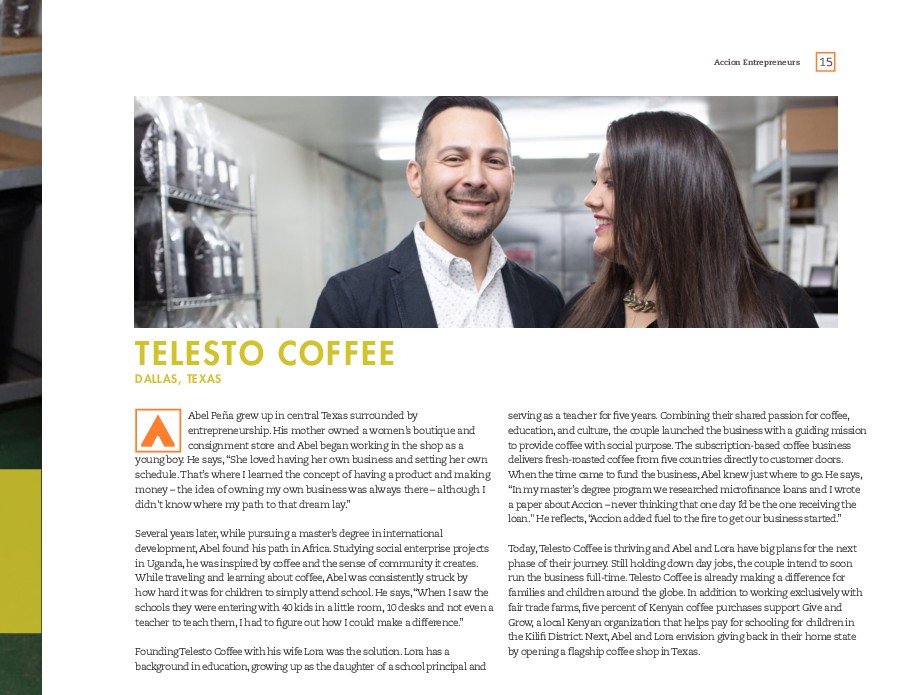 Accion Entrepreneurs 15
TELESTO COFFEE
DALLAS, TEXAS
Abel Peña grew up in central Texas surrounded by
entrepreneurship. His mother owned a women's boutique and
consignment store and Abel began working in the shop as a
young boy. He says, “She loved having her own business and setting her own
schedule. That's where I learned the concept of having a product and making
money – the idea of owning my own business was always there – although I
didn't know where my path to that dream lay.”
Several years later, while pursuing a master's degree in international
development, Abel found his path in Africa. Studying social enterprise projects
in Uganda, he was inspired by coffee and the sense of community it creates.
While traveling and learning about coffee, Abel was consistently struck by
how hard it was for children to simply attend school. He says, “When I saw the
schools they were entering with 40 kids in a little room, 10 desks and not even a
teacher to teach them, I had to figure out how I could make a difference.”
Founding Telesto Coffee with his wife Lora was the solution. Lora has a
background in education, growing up as the daughter of a school principal and
serving as a teacher for five years. Combining their shared passion for coffee,
education, and culture, the couple launched the business with a guiding mission
to provide coffee with social purpose. The subscription-based coffee business
delivers fresh-roasted coffee from five countries directly to customer doors.
When the time came to fund the business, Abel knew just where to go. He says,
“In my master's degree program we researched microfinance loans and I wrote
a paper about Accion – never thinking that one day I'd be the one receiving the
loan." He reflects, “Accion added fuel to the fire to get our business started.”
Today, Telesto Coffee is thriving and Abel and Lora have big plans for the next
phase of their journey. Still holding down day jobs, the couple intend to soon
run the business full-time. Telesto Coffee is already making a difference for
families and children around the globe. In addition to working exclusively with
fair trade farms, five percent of Kenyan coffee purchases support Give and
Grow, a local Kenyan organization that helps pay for schooling for children in
the Kilifi District. Next, Abel and Lora envision giving back in their home state
by opening a flagship coffee shop in Texas.